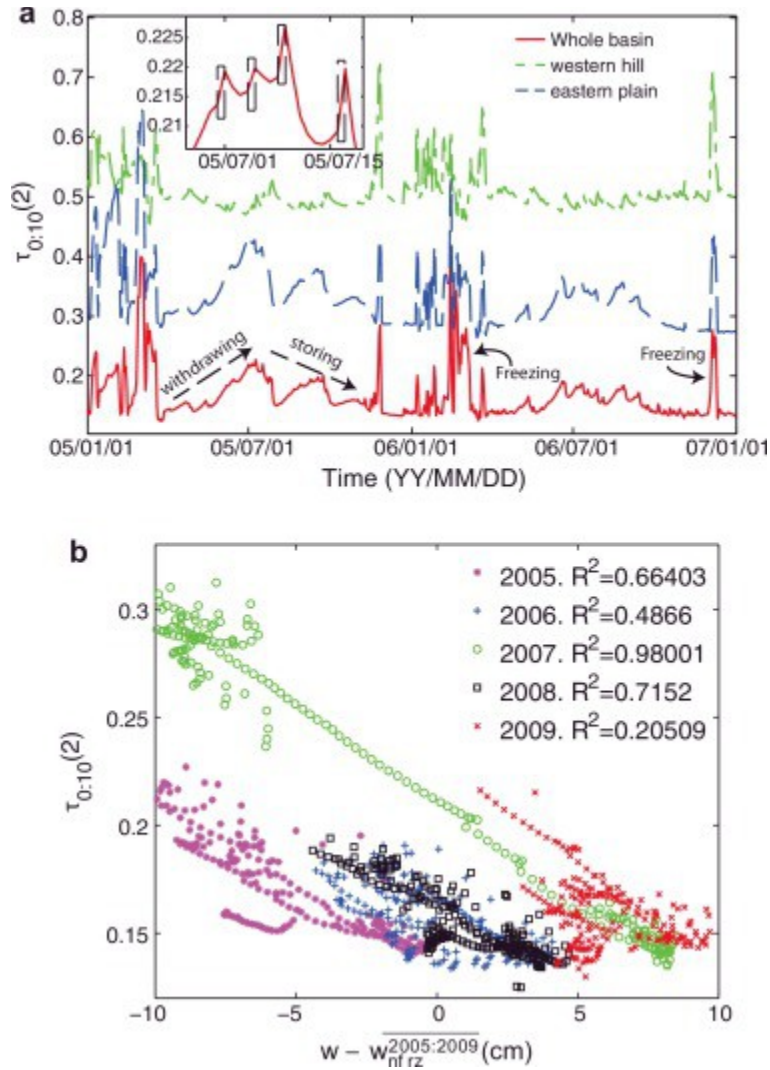 a
0.8
0.7
0.6
0.5
0.4
0.3
0.2
τ0:10(2)
0.225
0.22
0.215
0.21
05/07/01 05/07/15
Whole basin
western hill
eastern plain
withdrawing
storing
Freezing
Freezing
05/01/01 05/07/01 06/01/01 06/07/01 07/01/01
Time (YY/MM/DD)
b
0.3
0.25
0.2
0.15
τ0:10(2)
2005. R²=0.66403
2006. R²=0.4866
2007. R²=0.98001
2008. R²=0.7152
2009. R²=0.20509
-10 -5 0 5 10
w - w nf rz 2005:2009 (cm)